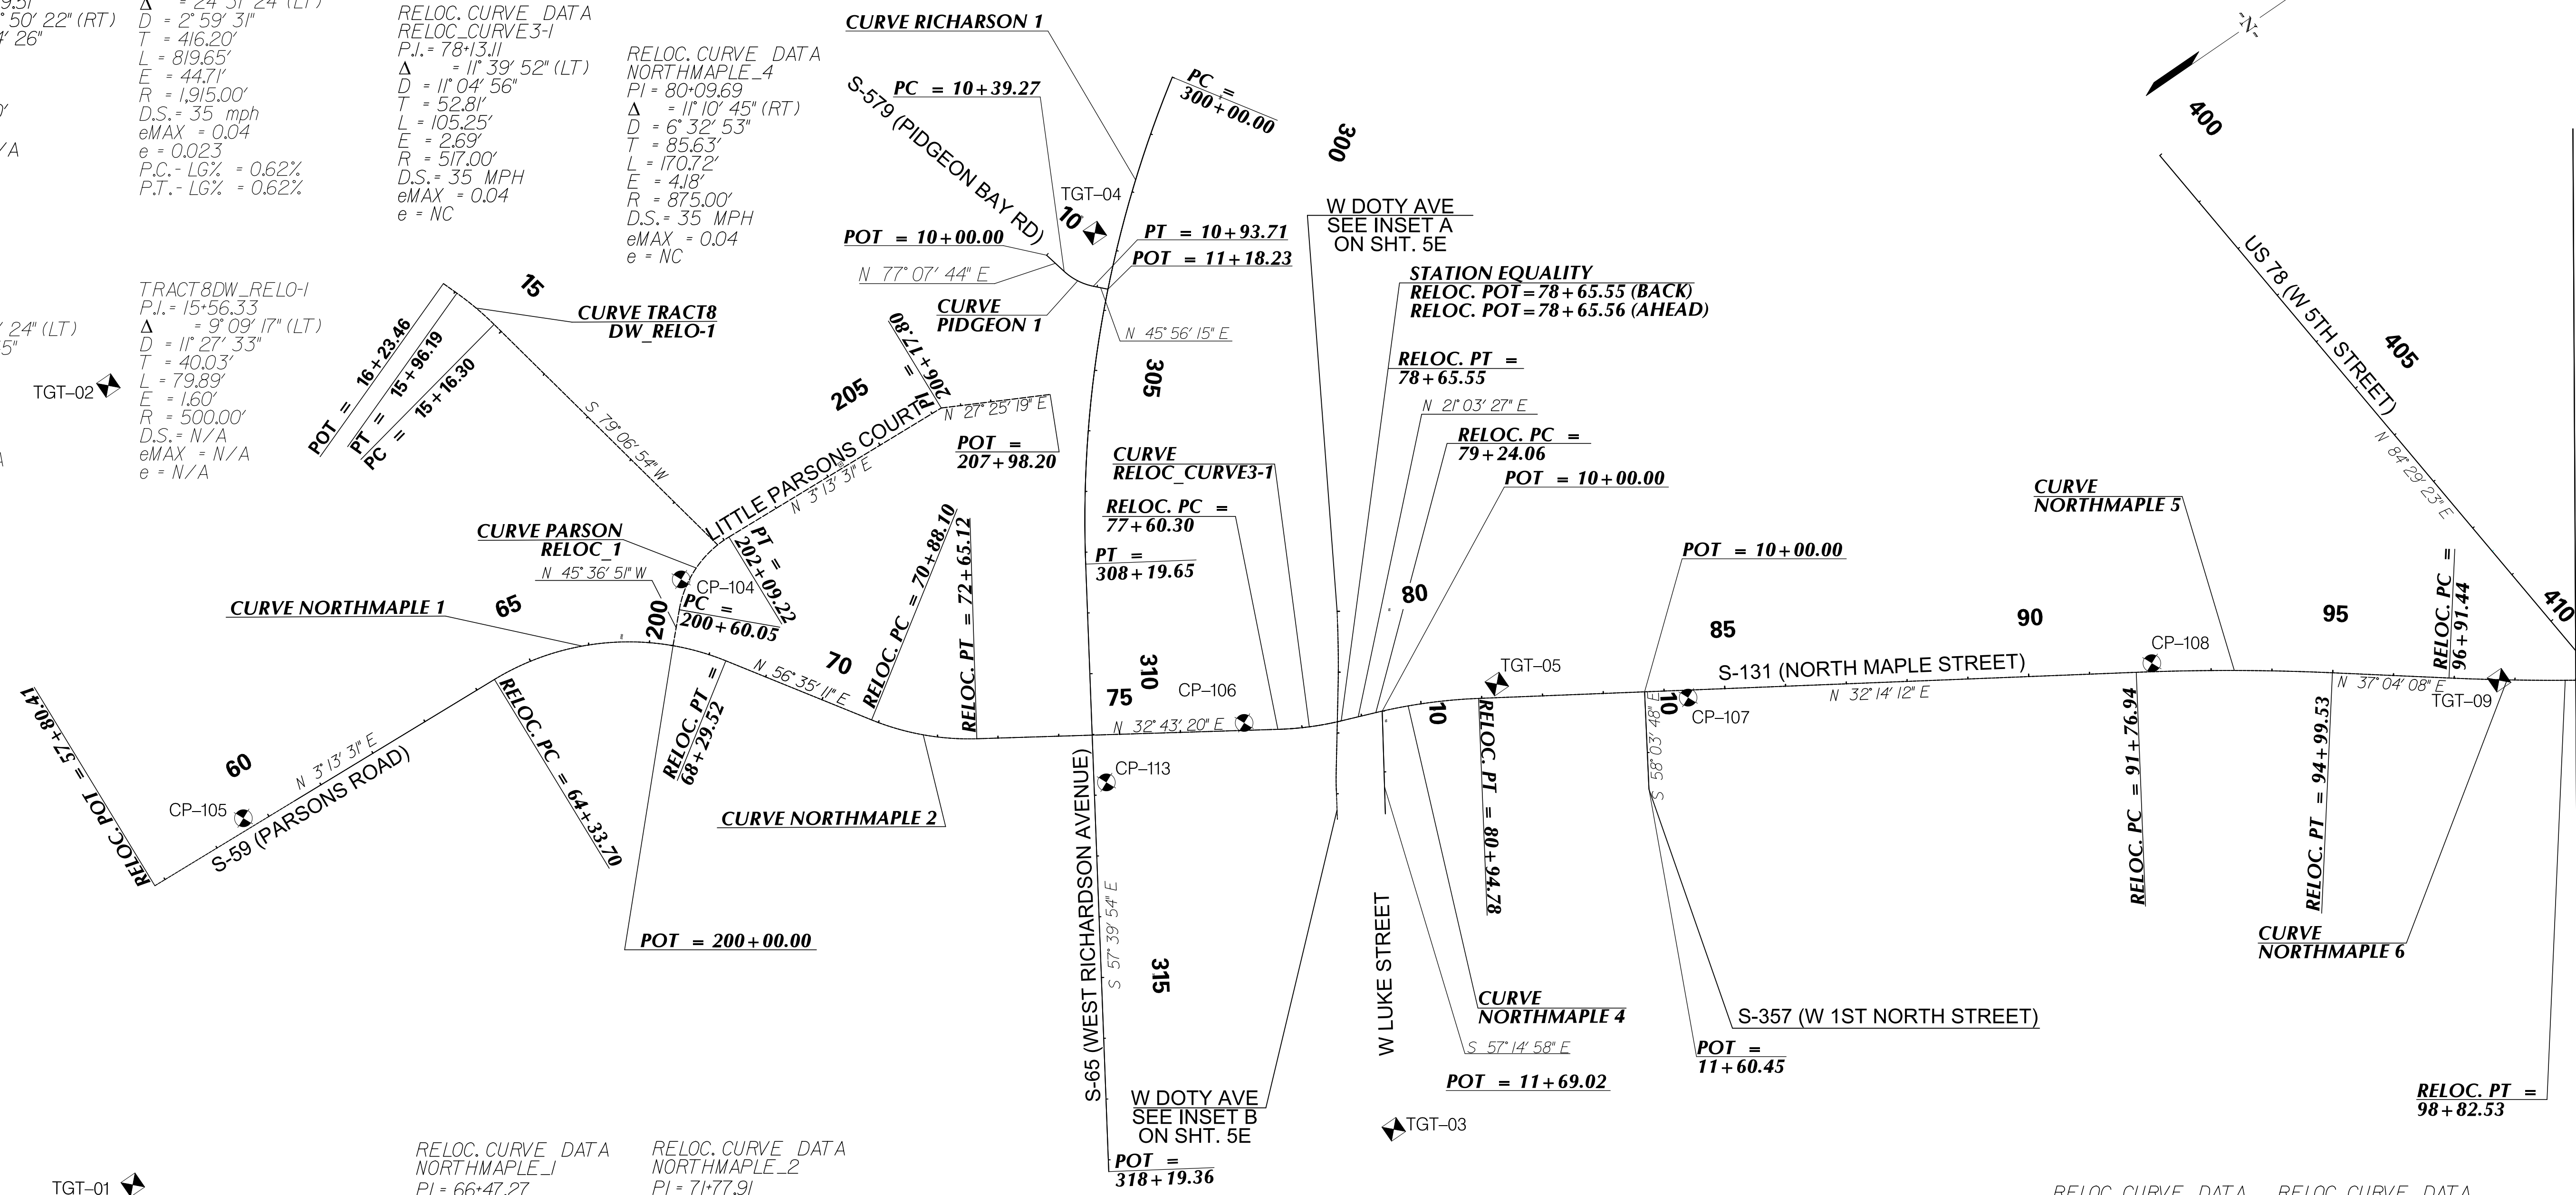 ° 50' 22" (RT)
Δ = 24° 31' 24" (LT)
D = 2° 59' 31"
T = 416.20'
L = 819.65'
E = 44.71'
R = 1,915.00'
D.S.= 35 mph
eMAX = 0.04
e = 0.023
P.C.- LG% = 0.62%
P.T.- LG% = 0.62%
RELOC. CURVE DATA
RELOC_CURVE3-1
P.I.= 78+13.11
Δ = 11° 39' 52" (LT)
D = 11° 04' 56"
T = 52.81'
L = 105.25'
E = 2.69'
R = 517.00'
D.S.= 35 MPH
eMAX = 0.04
e = NC
RELOC. CURVE DATA
NORTHMAPLE_4
PI = 80+09.69
Δ = 11° 10' 45" (RT)
D = 6° 32' 53"
T = 85.63'
L = 170.72'
E = 4.18'
R = 875.00'
D.S.= 35 MPH
eMAX = 0.04
e = NC
' 24" (LT)
TRACT8DW_RELO-1
P.I.= 15+56.33
Δ = 9° 09' 17" (LT)
D = 11° 27' 33"
T = 40.03'
L = 79.89'
E = 1.60'
R = 500.00'
D.S.= N/A
eMAX = N/A
e = N/A
TGT-02
CURVE RICHARSON 1
PC = 10+39.27
S-579 (PIDGEON BAY RD)
PC =
300+00.00
300
TGT-04
10
POT = 10+00.00
N 77° 07' 44" E
CURVE
PIDGEON 1
PT = 10+93.71
POT = 11+18.23
N 45° 56' 15" E
W DOTY AVE
SEE INSET A
ON SHT. 5E
STATION EQUALITY
RELOC. POT=78+65.55 (BACK)
RELOC. POT=78+65.56 (AHEAD)
RELOC. PT =
78+65.55
N 21° 03' 27" E
RELOC. PC =
79+24.06
POT = 10+00.00
-N-
400
US 78 (W 5TH STREET)
405
N 84° 29' 23" E
410
15
CURVE TRACT8
DW_RELO-1
POT = 16+23.46
PT = 15+96.19
PC = 15+16.30
S 79° 06' 54" W
205
PI = 206+17.80
LITTLE PARSONS COURT
N 3° 13' 31" E
N 27° 25' 19" E
POT =
207+98.20
305
CURVE
RELOC_CURVE3-1
RELOC. PC =
77+60.30
PT =
308+19.65
CURVE PARSON
RELOC_1
N 45° 36' 51" W
CP-104
PT =
202+09.22
PC =
200+60.05
200
CURVE NORTHMAPLE 1
65
RELOC. PC = 70+88.10
RELOC. PT = 72+65.12
70
N 56° 35' 11" E
RELOC. PT =
68+29.52
RELOC. PC = 64+33.70
RELOC. POT = 57+80.41
60
CP-105
N 3° 13' 31" E
S-59 (PARSONS ROAD)
CURVE NORTHMAPLE 2
POT = 200+00.00
75
310
CP-106
N 32° 43' 20" E
CP-113
S-65 (WEST RICHARDSON AVENUE)
S 57° 39' 54" E
315
W DOTY AVE
SEE INSET B
ON SHT. 5E
POT =
318+19.36
80
TGT-05
10
RELOC. PT = 80+94.78
W LUKE STREET
CURVE
NORTHMAPLE 4
S 57° 14' 58" E
POT = 11+69.02
TGT-03
POT = 10+00.00
85
10
CP-107
S 58° 03' 48" E
S-131 (NORTH MAPLE STREET)
N 32° 14' 12" E
S-357 (W 1ST NORTH STREET)
POT =
11+60.45
90
CP-108
CURVE
NORTHMAPLE 5
95
RELOC. PC = 91+76.94
RELOC. PT = 94+99.53
RELOC. PC =
96+91.44
N 37° 04' 08" E
TGT-09
CURVE
NORTHMAPLE 6
RELOC. PT =
98+82.53
TGT-01
RELOC. CURVE DATA
NORTHMAPLE_1
PI = 66+47.27
RELOC. CURVE DATA
NORTHMAPLE_2
PI = 71+77.91
RELOC. CURVE DATA
RELOC. CURVE DATA